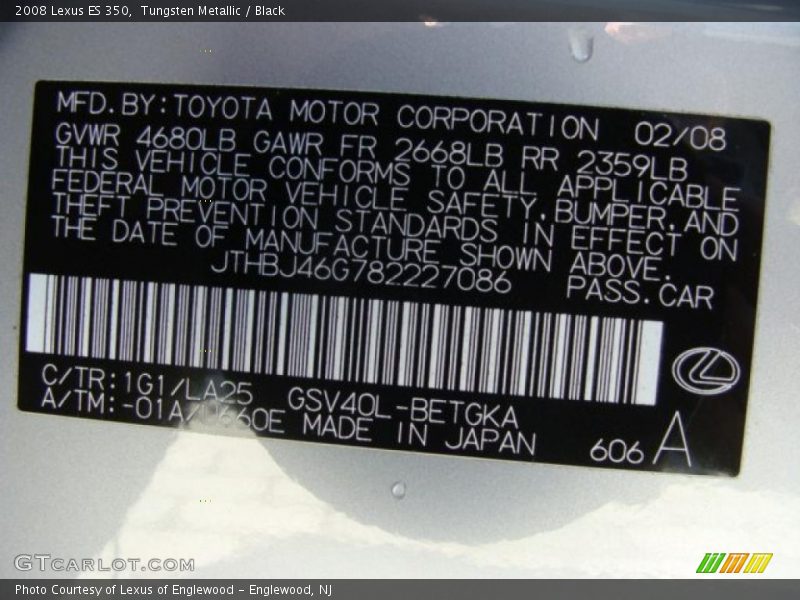 2008 Lexus ES 350, Tungsten Metallic / Black
MFD. BY: TOYOTA MOTOR CORPORATION 02/08
GVWR 4680LB GAWR FR 2668LB RR 2359LB
THIS VEHICLE CONFORMS TO ALL APPLICABLE
FEDERAL MOTOR VEHICLE SAFETY, BUMPER, AND
THEFT PREVENTION STANDARDS IN EFFECT ON
THE DATE OF MANUFACTURE SHOWN ABOVE.
JTHBJ46G782227086 PASS. CAR
C/TR: 1G1/LA25 GSV40L-BETGKA
A/TM: -01A/U660E MADE IN JAPAN 606 A
GTCARLOT.COM
Photo Courtesy of Lexus of Englewood - Englewood, NJ